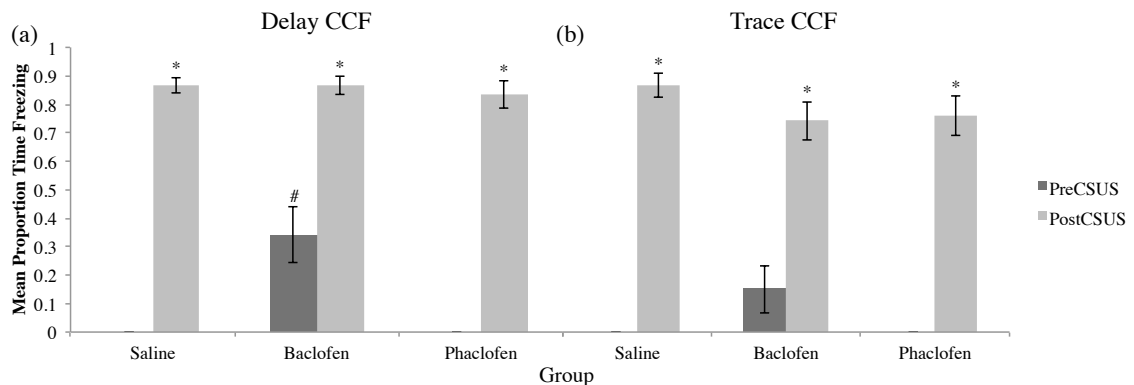 (a)
Delay CCF
(b)
Trace CCF
Mean Proportion Time Freezing
1
0.9
0.8
0.7
0.6
0.5
0.4
0.3
0.2
0.1
0
*
#
*
*
*
*
*
PreCSUS
PostCSUS
Saline
Baclofen
Phaclofen
Saline
Baclofen
Phaclofen
Group